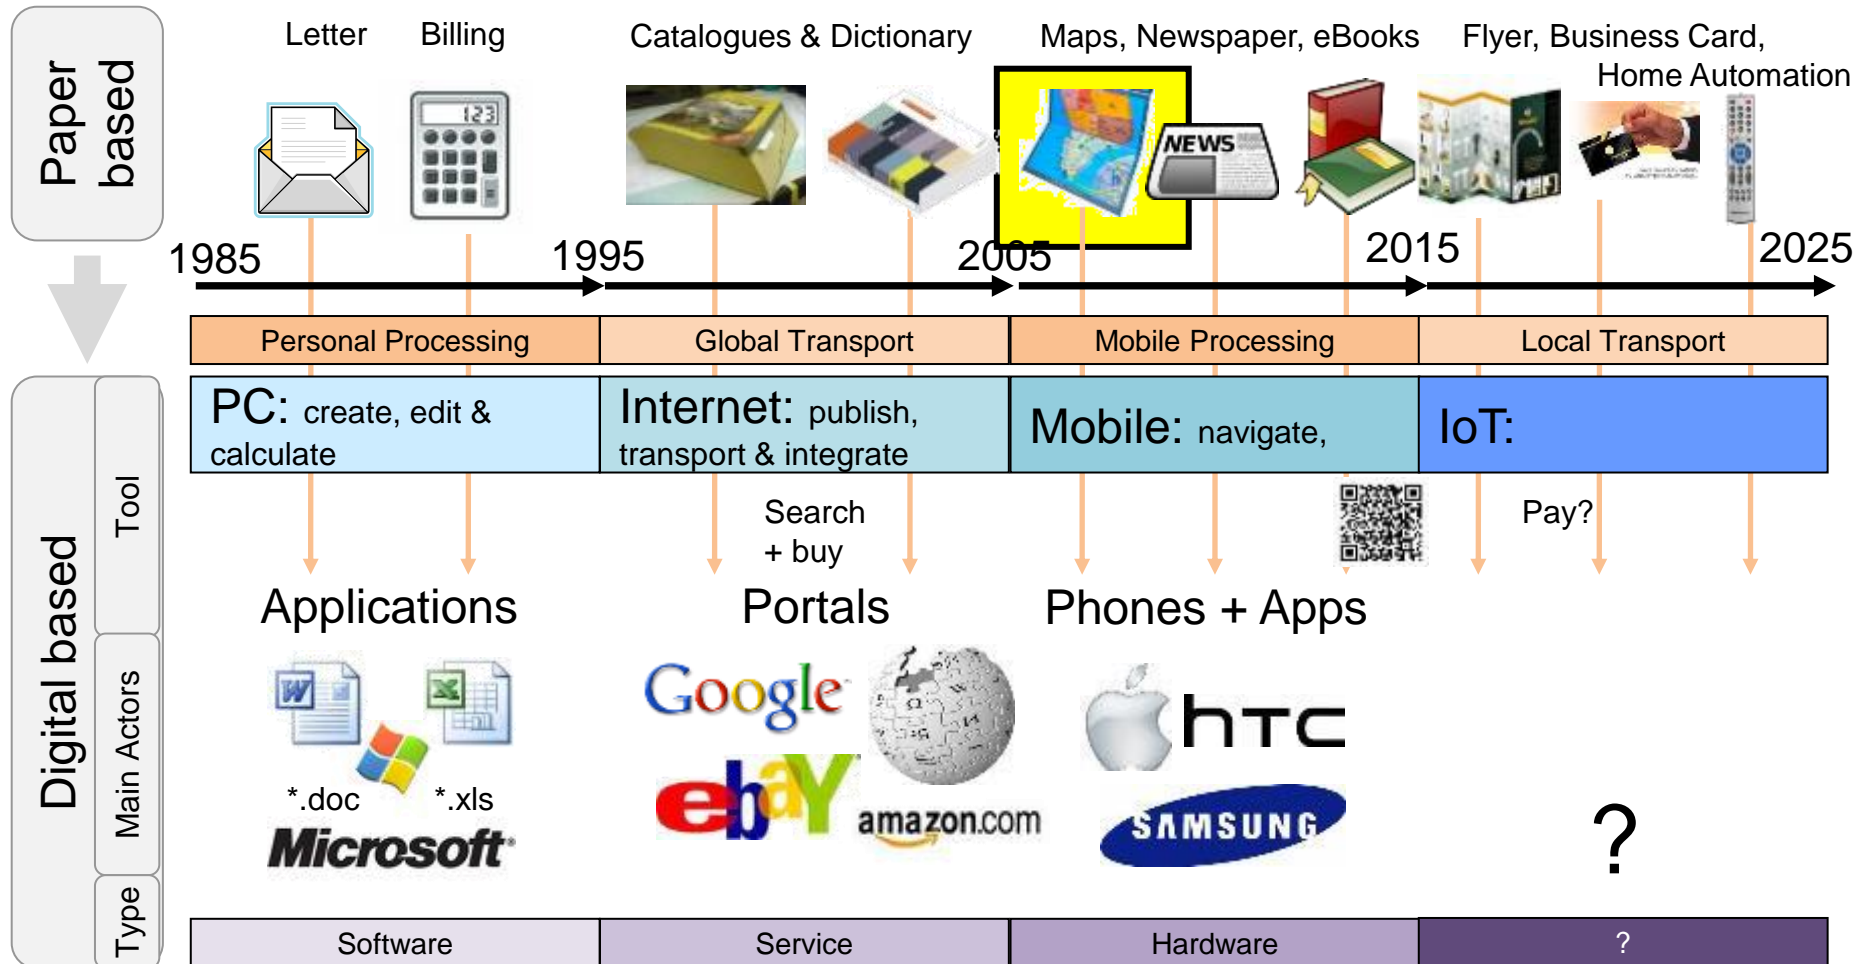 Paper
based
Letter
Billing
Catalogues & Dictionary
Maps, Newspaper, eBooks
Flyer, Business Card,
Home Automation
123
NEWS
1985
1995
2005
2015
2025
Personal Processing
Global Transport
Mobile Processing
Local Transport
Digital based
Tool
Main Actors
Type
PC: create, edit &
calculate
Internet: publish,
transport & integrate
Mobile: navigate,
IoT:
Search
+ buy
Pay?
Applications
Portals
Phones + Apps
W
X
*.doc
*.xls
Microsoft
Google
ebaY
amazon.com
hTC
SAMSUNG
?
Software
Service
Hardware
?